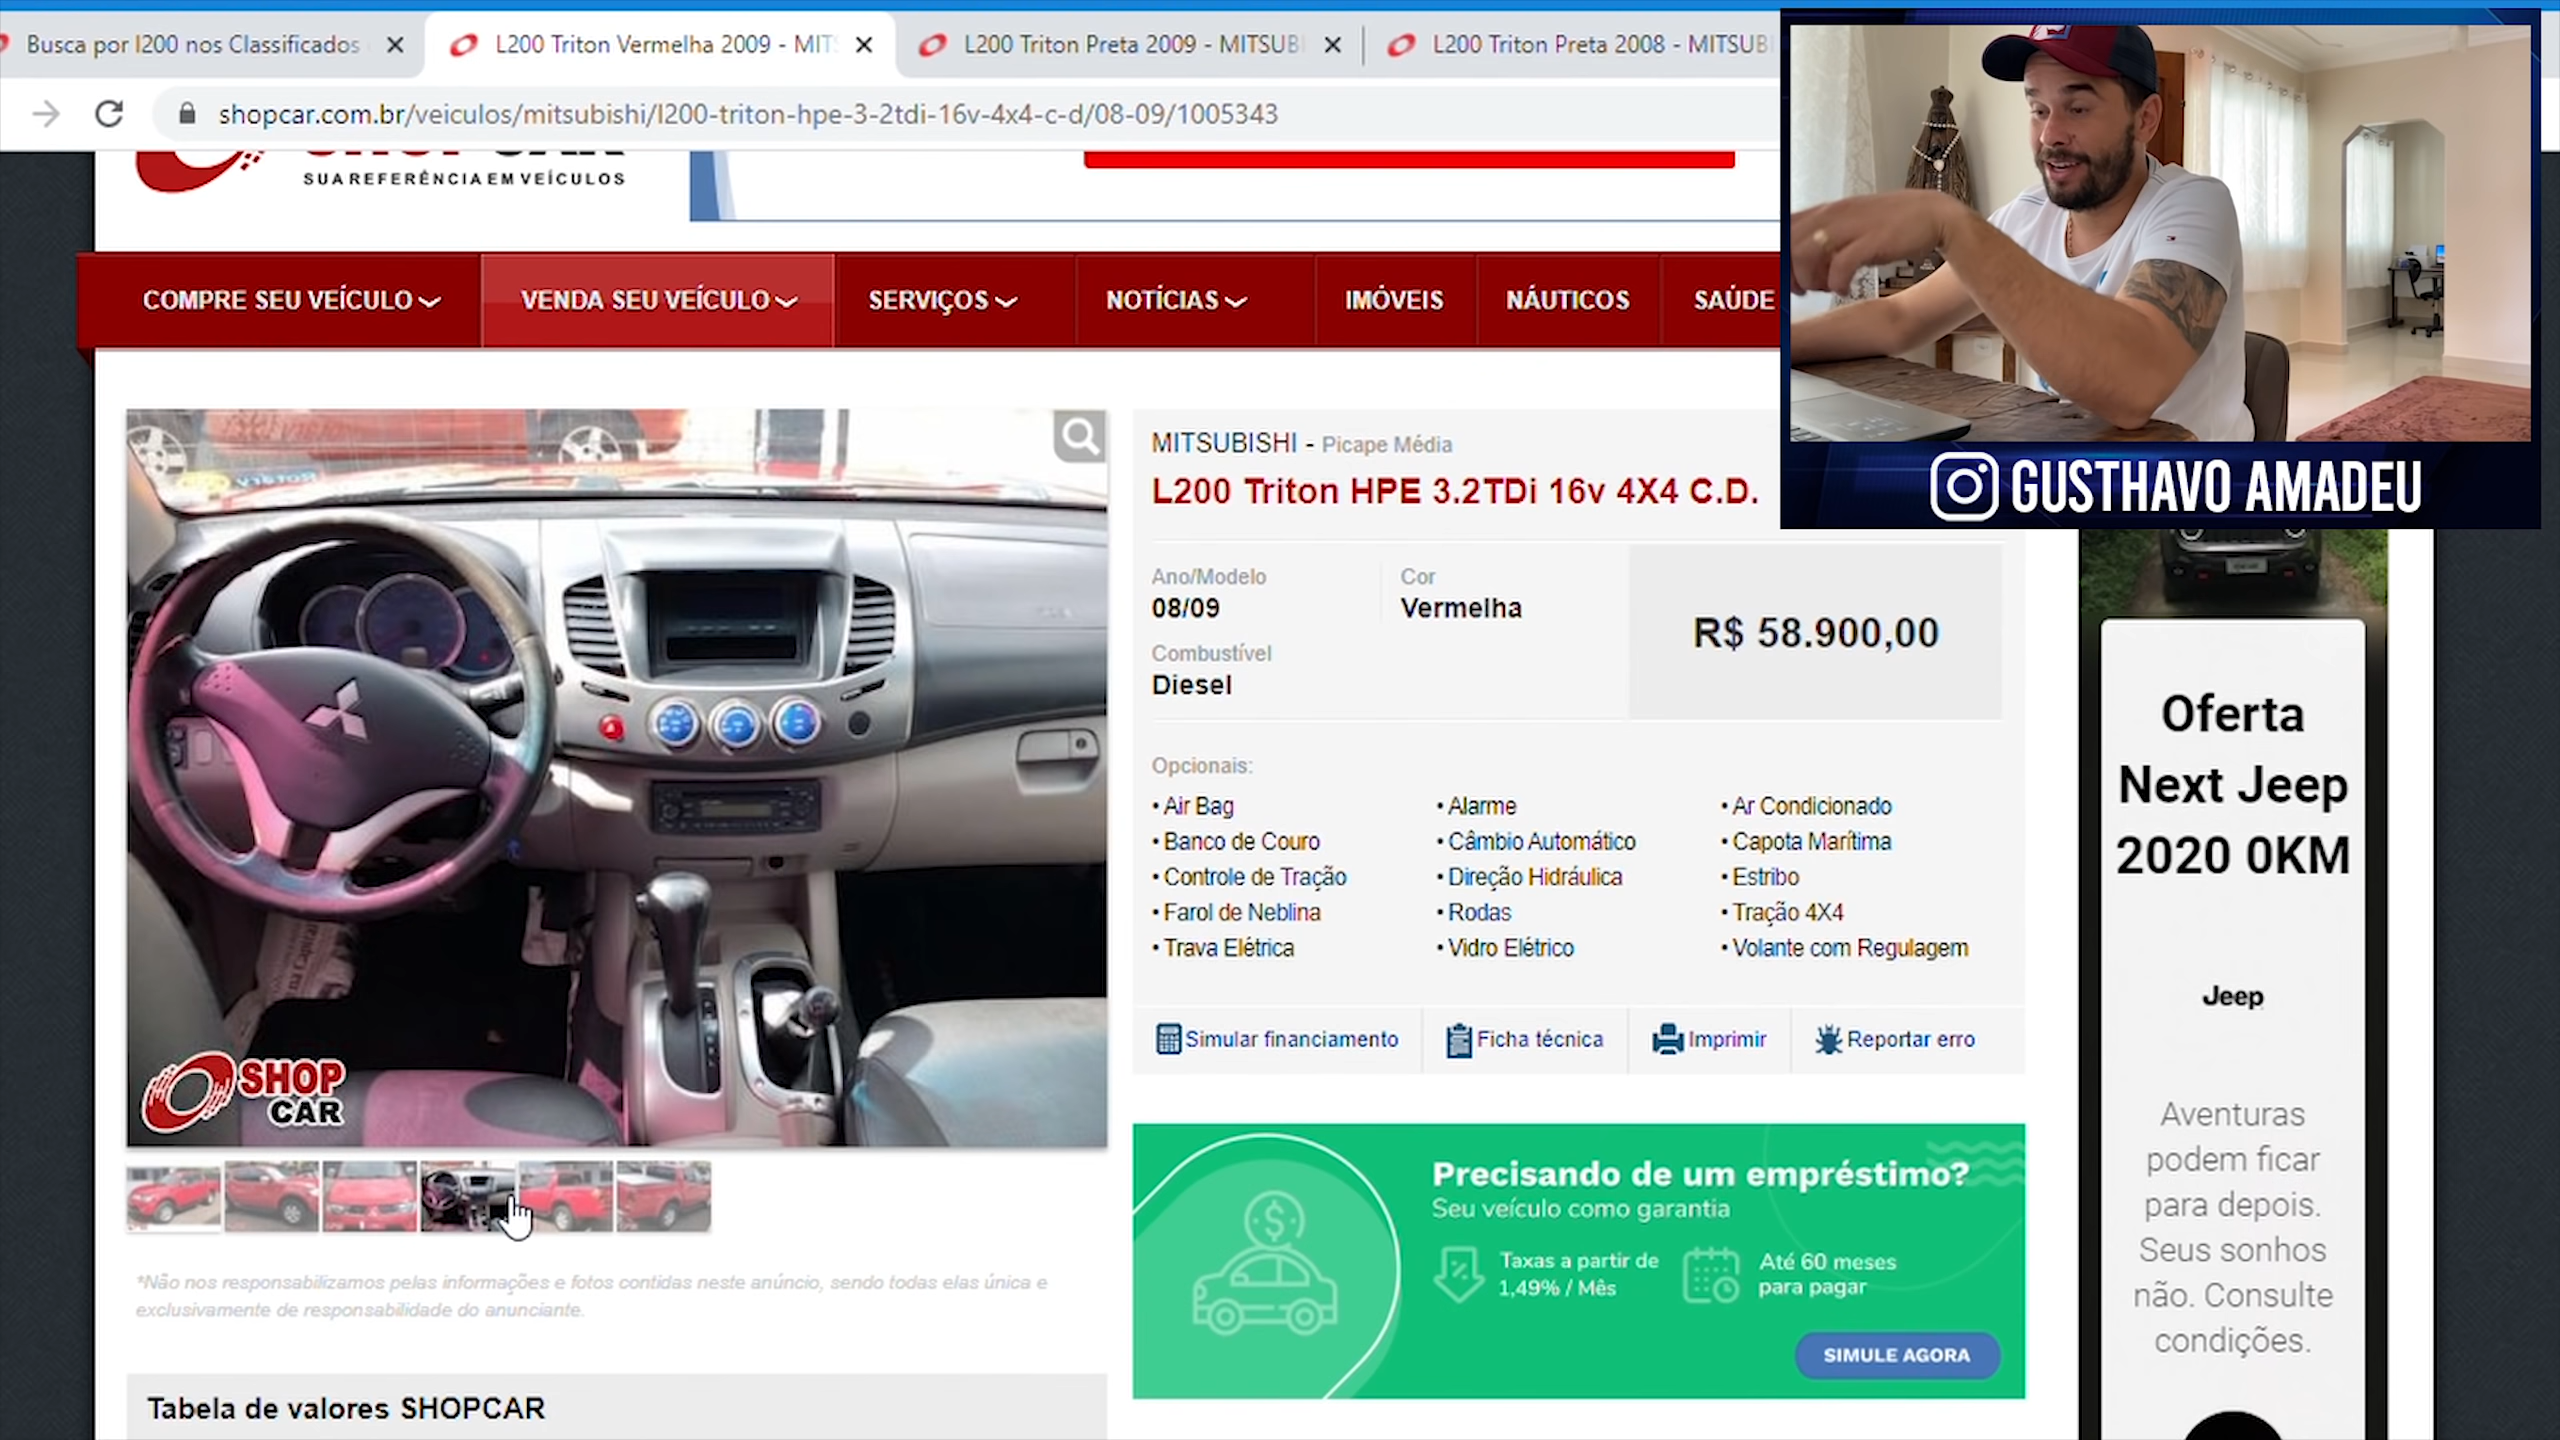 Busca por l200 nos Classificados
L200 Triton Vermelha 2009 - MIT
L200 Triton Preta 2009 - MITSUBI
L200 Triton Preta 2008 - MITSUBI
shopcar.com.br/veiculos/mitsubishi/l200-triton-hpe-3-2tdi-16v-4x4-c-d/08-09/1005343
SUA REFERÊNCIA EM VEÍCULOS
COMPRE SEU VEÍCULO
VENDA SEU VEÍCULO
SERVIÇOS
NOTÍCIAS
IMÓVEIS
NÁUTICOS
SAÚDE
GUSTHAVO AMADEU
MITSUBISHI - Picape Média
L200 Triton HPE 3.2TDi 16v 4X4 C.D.
Ano/Modelo
08/09
Cor
Vermelha
Combustível
Diesel
R$ 58.900,00
Opcionais:
• Air Bag
• Alarme
• Ar Condicionado
• Banco de Couro
• Câmbio Automático
• Capota Marítima
• Controle de Tração
• Direção Hidráulica
• Estribo
• Farol de Neblina
• Rodas
• Tração 4X4
• Trava Elétrica
• Vidro Elétrico
• Volante com Regulagem
Simular financiamento
Ficha técnica
Imprimir
Reportar erro
SHOP
CAR
*Não nos responsabilizamos pelas informações e fotos contidas neste anúncio, sendo todas elas única e
exclusivamente de responsabilidade do anunciante.
Tabela de valores SHOPCAR
Precisando de um empréstimo?
Seu veículo como garantia
Taxas a partir de
1,49% / Mês
Até 60 meses
para pagar
SIMULE AGORA
Oferta
Next Jeep
2020 0KM
Jeep
Aventuras
podem ficar
para depois.
Seus sonhos
não. Consulte
condições.